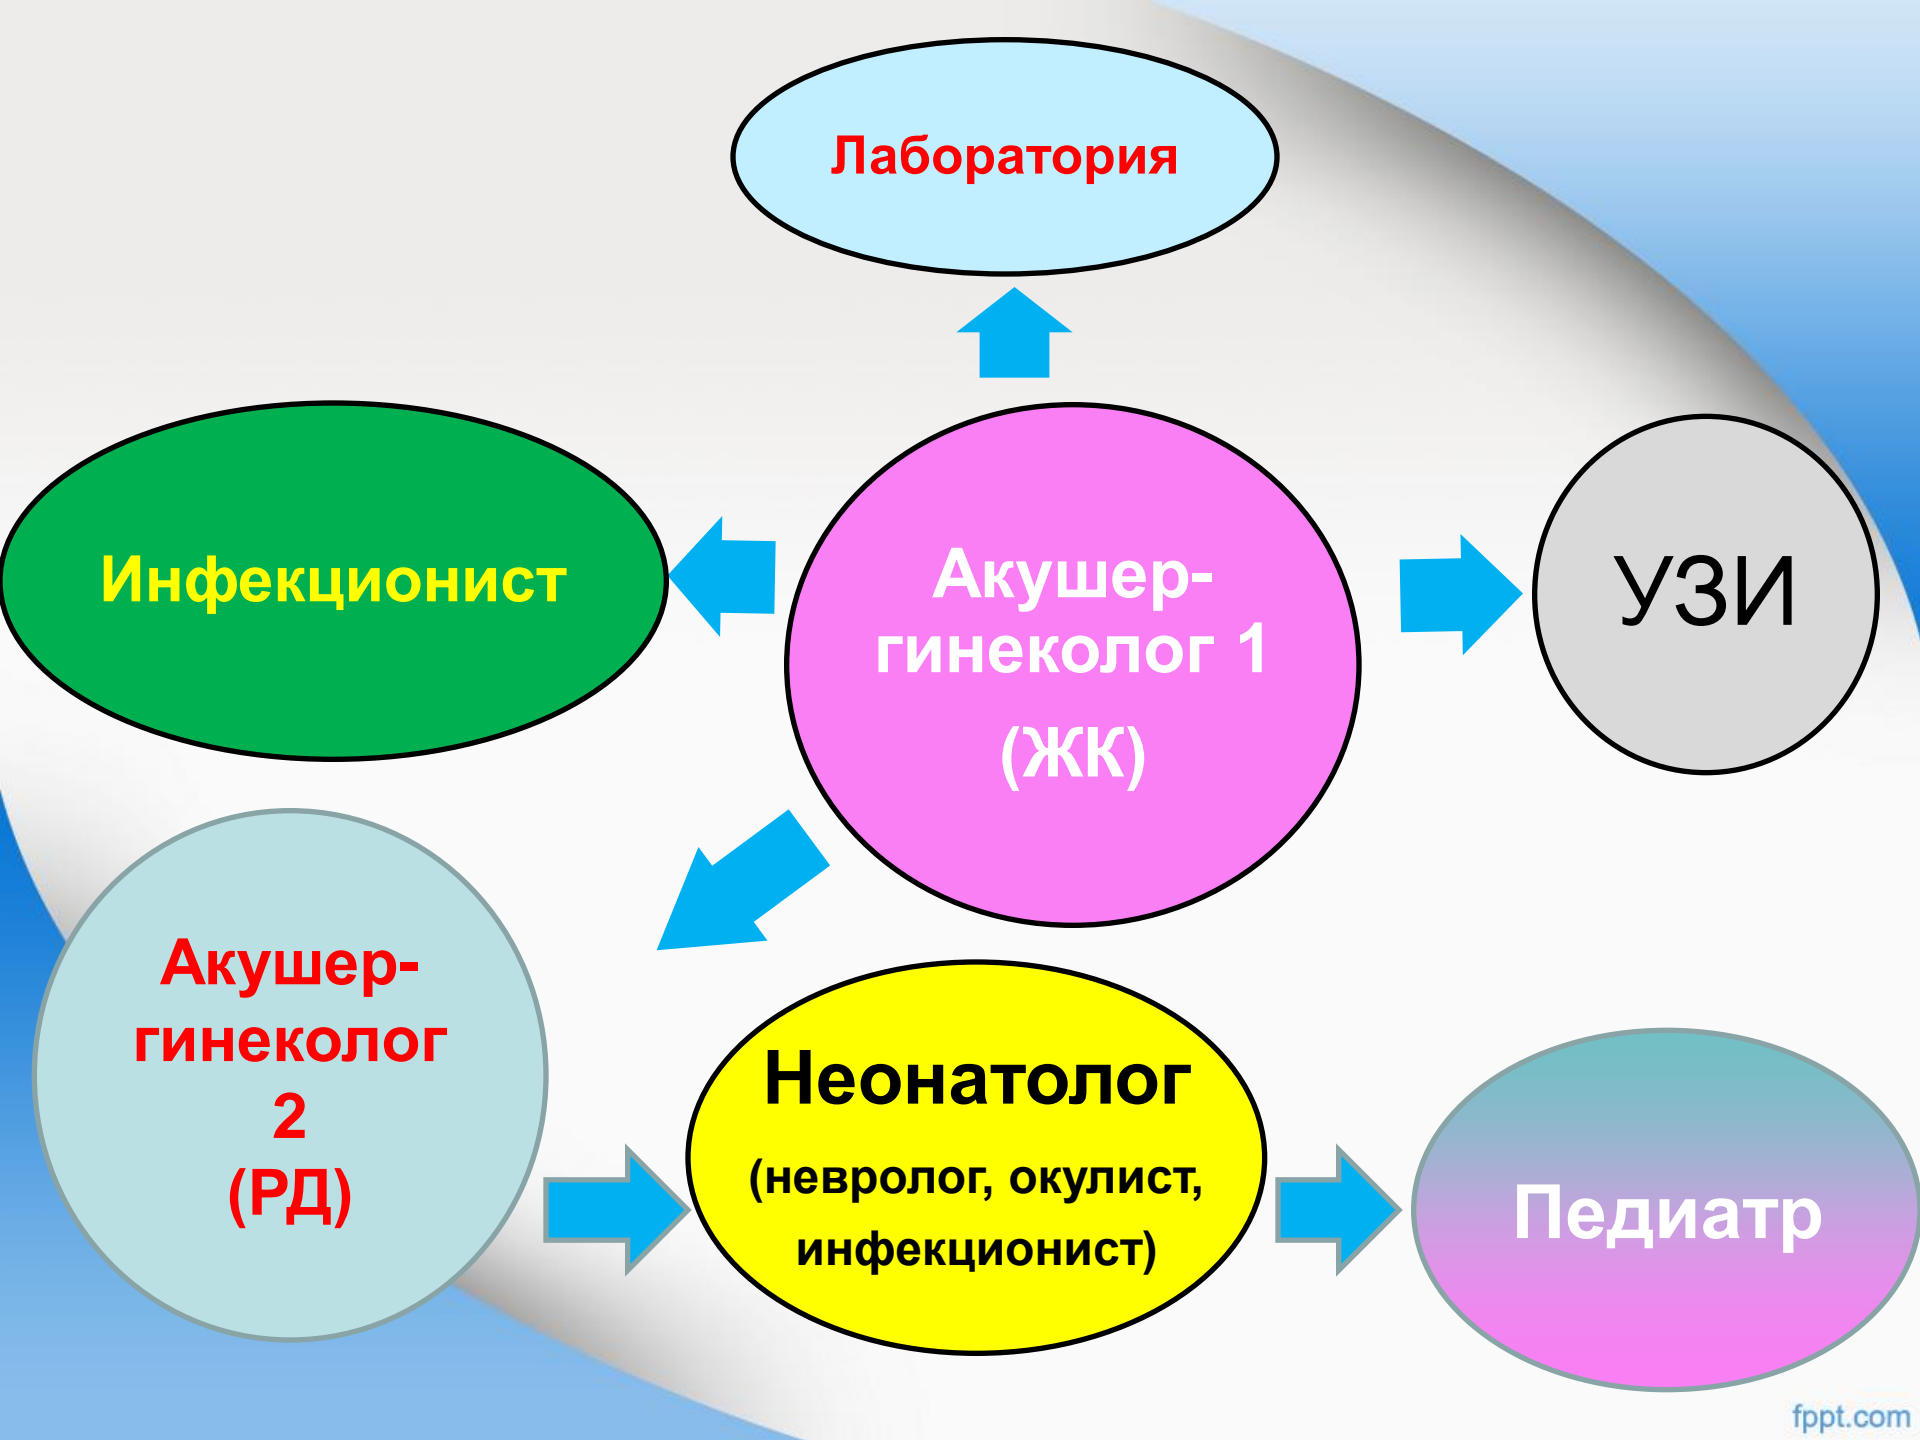 Лаборатория
Инфекционист
Акушер-
гинеколог 1
(ЖК)
УЗИ
Акушер-
гинеколог
2
(РД)
Неонатолог
(невролог, окулист,
инфекционист)
Педиатр
fppt.com